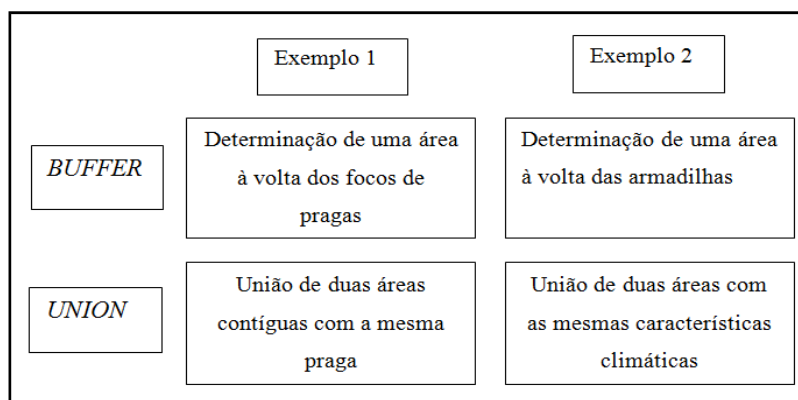 Exemplo 1
Exemplo 2
BUFFER
Determinação de uma área
à volta dos focos de
pragas
Determinação de uma área
à volta das armadilhas
UNION
União de duas áreas
contíguas com a mesma
praga
União de duas áreas com
as mesmas características
climáticas